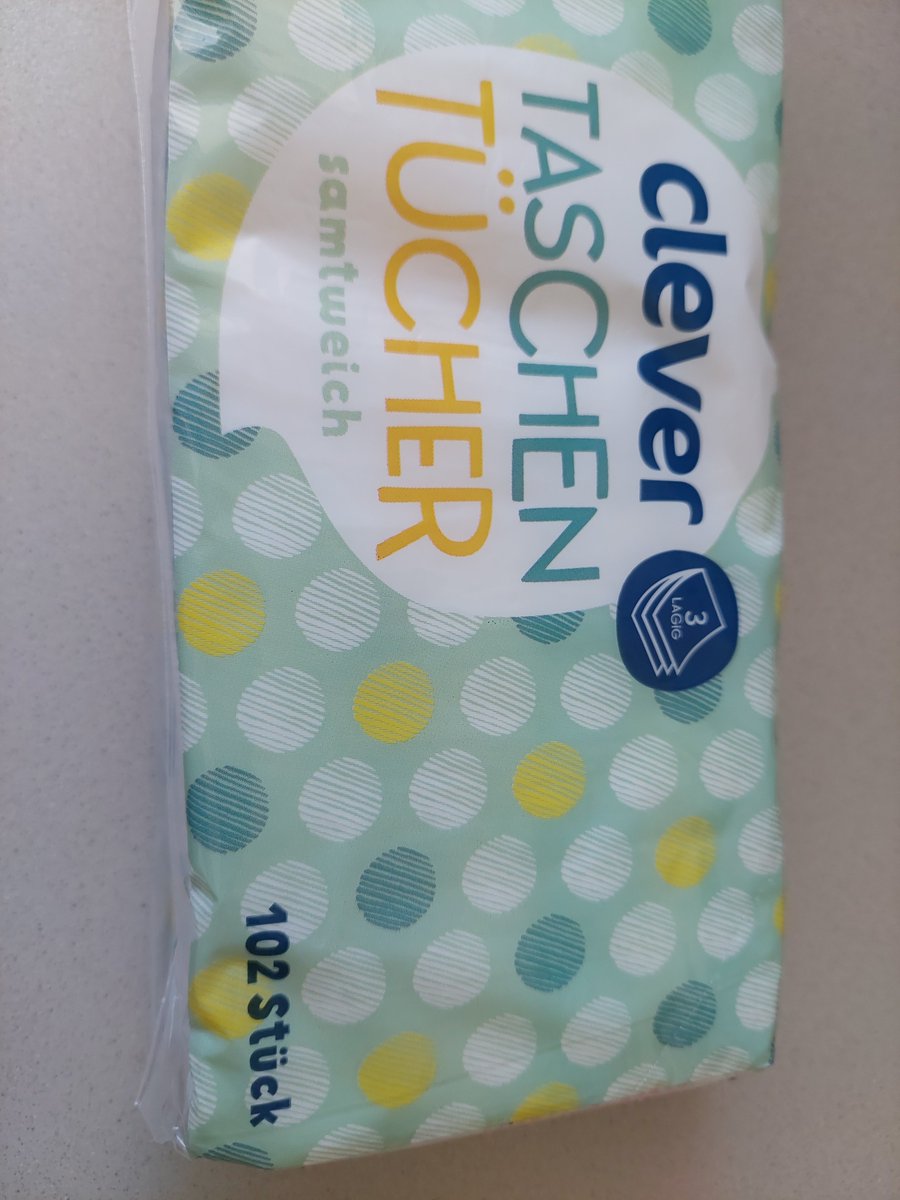 clever
TASCHEN
TÜCHER
samtweich
3
LAGIG
102 Stück